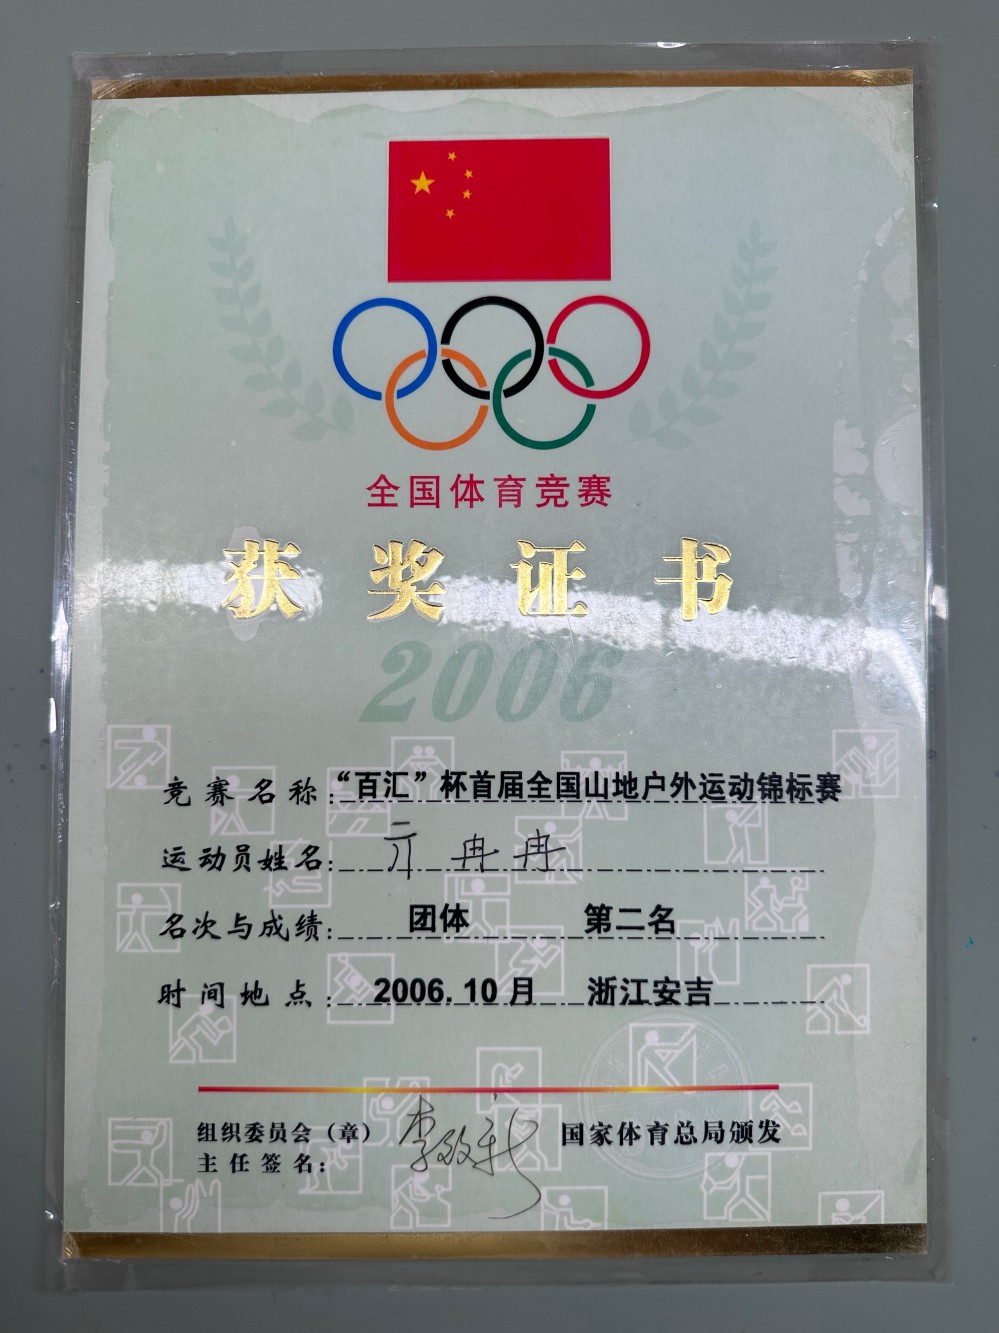 全国体育竞赛
获奖证书
2006
竞赛名称:“百汇”杯首届全国山地户外运动锦标赛
运动员姓名:亓冉冉
名次与成绩:团体 第二名
时间地点:2006.10月 浙江安吉
组织委员会（章）
国家体育总局颁发
主任签名: